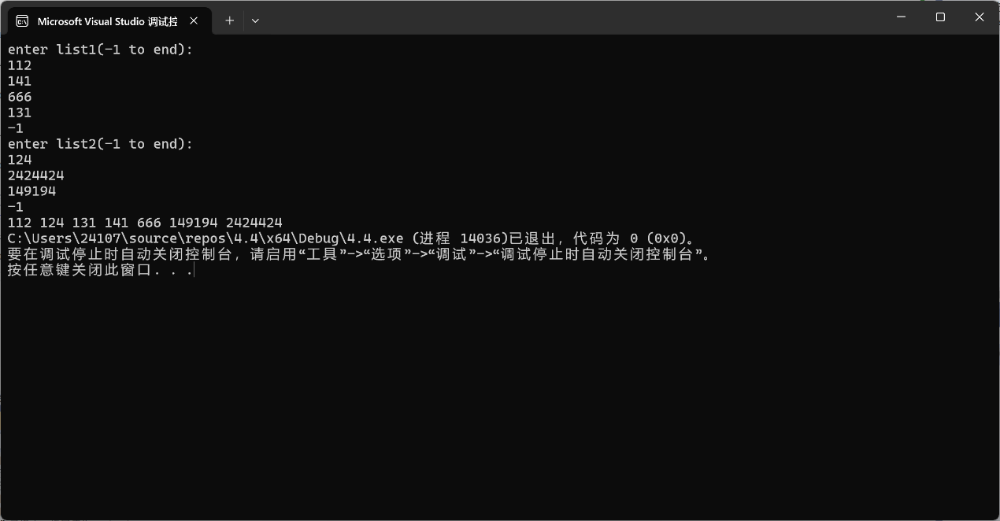 Microsoft Visual Studio 调试控
enter list1(-1 to end):
112
141
666
131
-1
enter list2(-1 to end):
124
2424424
149194
-1
112 124 131 141 666 149194 2424424
C:\Users\24107\source\repos\4.4\x64\Debug\4.4.exe (进程 14036)已退出，代码为 0 (0x0)。
要在调试停止时自动关闭控制台，请启用“工具”->“选项”->“调试”->“调试停止时自动关闭控制台”。
按任意键关闭此窗口. . .